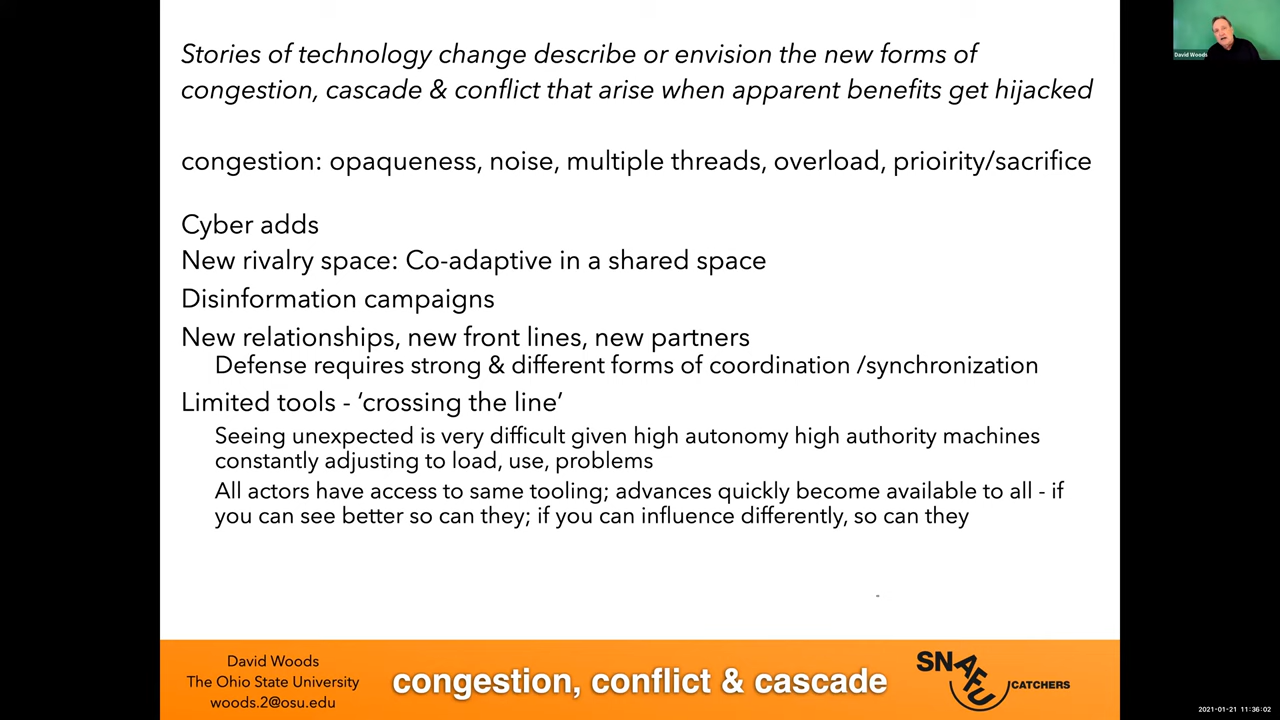 Stories of technology change describe or envision the new forms of
congestion, cascade & conflict that arise when apparent benefits get hijacked
congestion: opaqueness, noise, multiple threads, overload, prioirity/sacrifice
Cyber adds
New rivalry space: Co-adaptive in a shared space
Disinformation campaigns
New relationships, new front lines, new partners
Defense requires strong & different forms of coordination /synchronization
Limited tools - ‘crossing the line’
Seeing unexpected is very difficult given high autonomy high authority machines
constantly adjusting to load, use, problems
All actors have access to same tooling; advances quickly become available to all - if
you can see better so can they; if you can influence differently, so can they
David Woods
The Ohio State University
woods.2@osu.edu
congestion, conflict & cascade
SNAFU CATCHERS
David Woods
2021-01-21 11:36:02